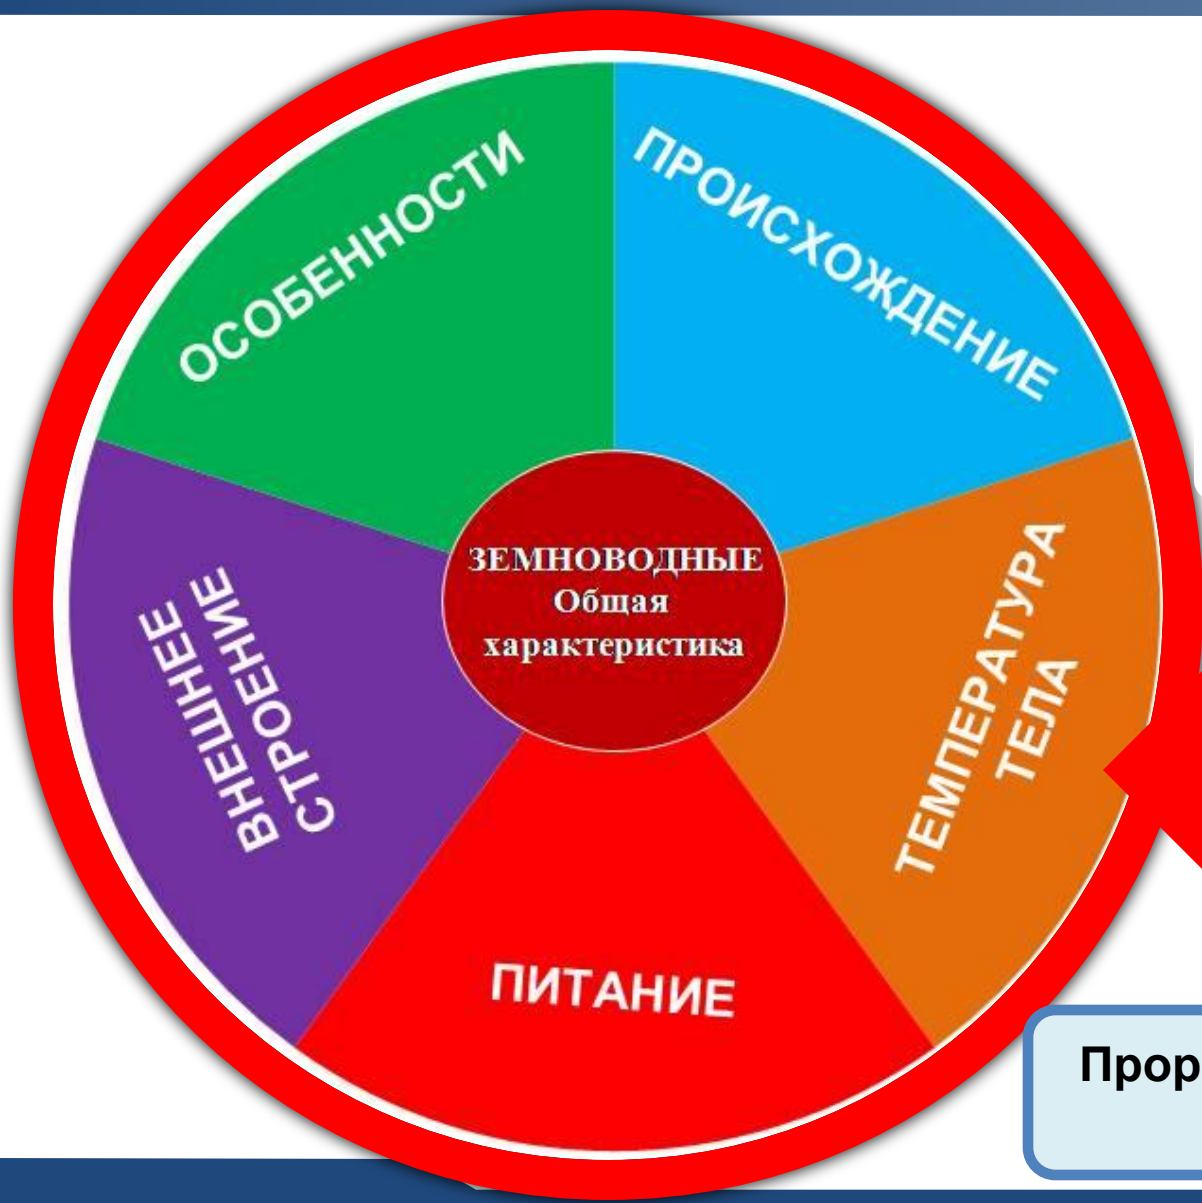 ОСОБЕННОСТИ
ПРОИСХОЖДЕНИЕ
ЗЕМНОВОДНЫЕ
Общая
характеристика
ТЕМПЕРАТУРА
ТЕЛА
ВНЕШНЕЕ
СТРОЕНИЕ
ПИТАНИЕ
Прор